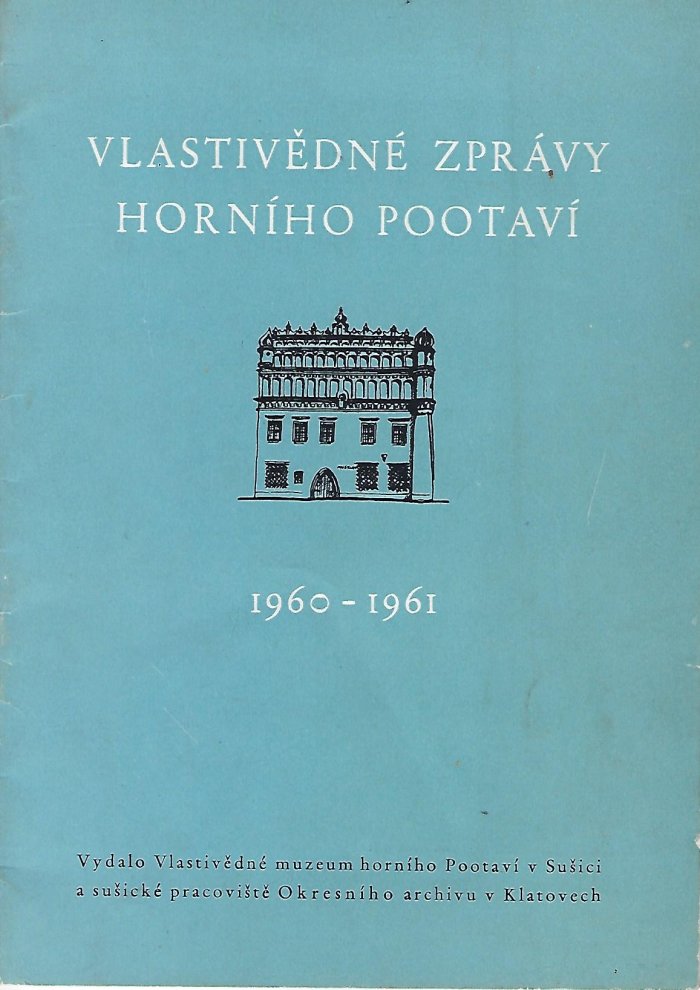 VLASTIVĚDNÉ ZPRÁVY
HORNÍHO POOTAVÍ
1960 - 1961
Vydalo Vlastivědné muzeum horního Pootaví v Sušici
a sušické pracoviště Okresního archivu v Klatovech